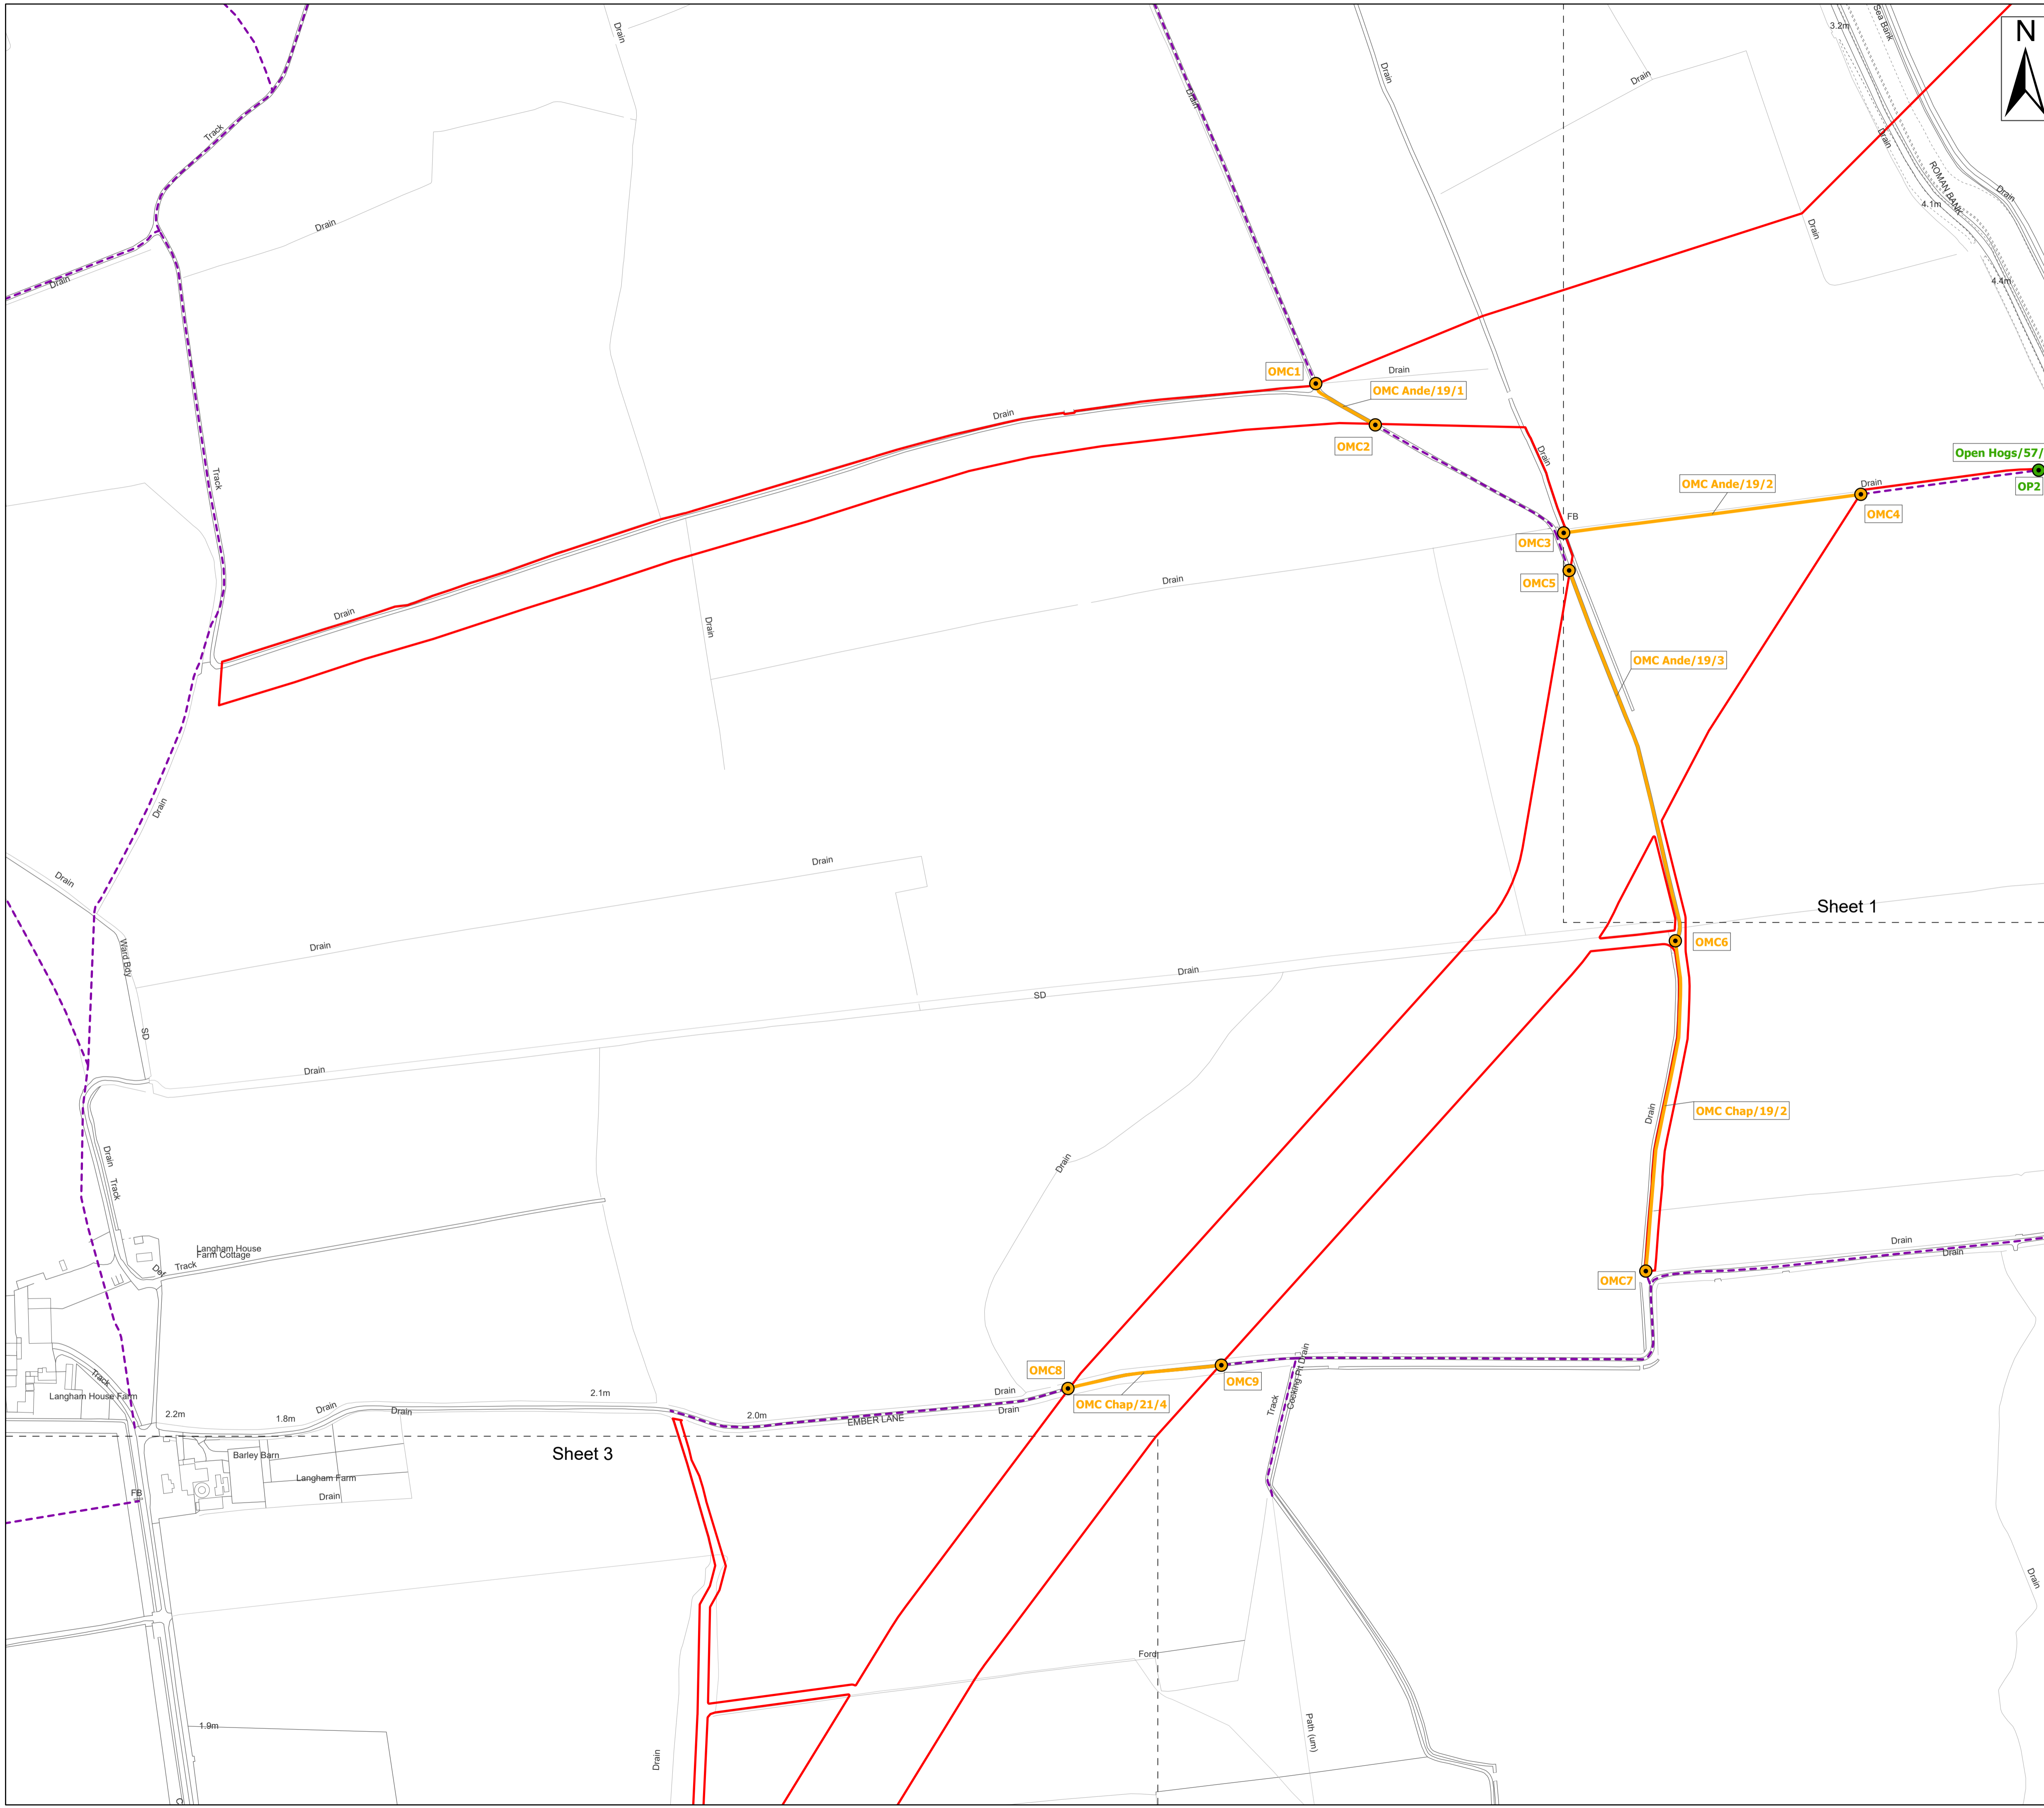 Drain
3.2m
Sea Bank
N
Drain
Drain
Drain
Track
Drain
ROMAN BANK
Drain
4.1m
Drain
Drain
Drain
4.4m
OMC1
Drain
OMC Ande/19/1
Drain
OMC2
Drain
Open Hogs/57/
Track
OMC Ande/19/2
Drain
OP2
OMC4
FB
OMC3
Drain
OMC5
Drain
Drain
OMC Ande/19/3
Drain
Drain
Drain
Sheet 1
Ward Bdy
Drain
OMC6
Drain
SD
SD
Drain
OMC Chap/19/2
Drain
Drain
Drain
Track
Langham House
Farm Cottage
Track
Def
Drain
Drain
OMC7
Cocking Pit Drain
OMC8
OMC9
Track
Langham House Farm
2.1m
Drain
OMC Chap/21/4
Track
Drain
2.2m
1.8m
Drain
2.0m
EMBER LANE
Drain
Barley Barn
Sheet 3
Langham Farm
FB
Drain
Drain
Ford
1.9m
Path (um)
Drain